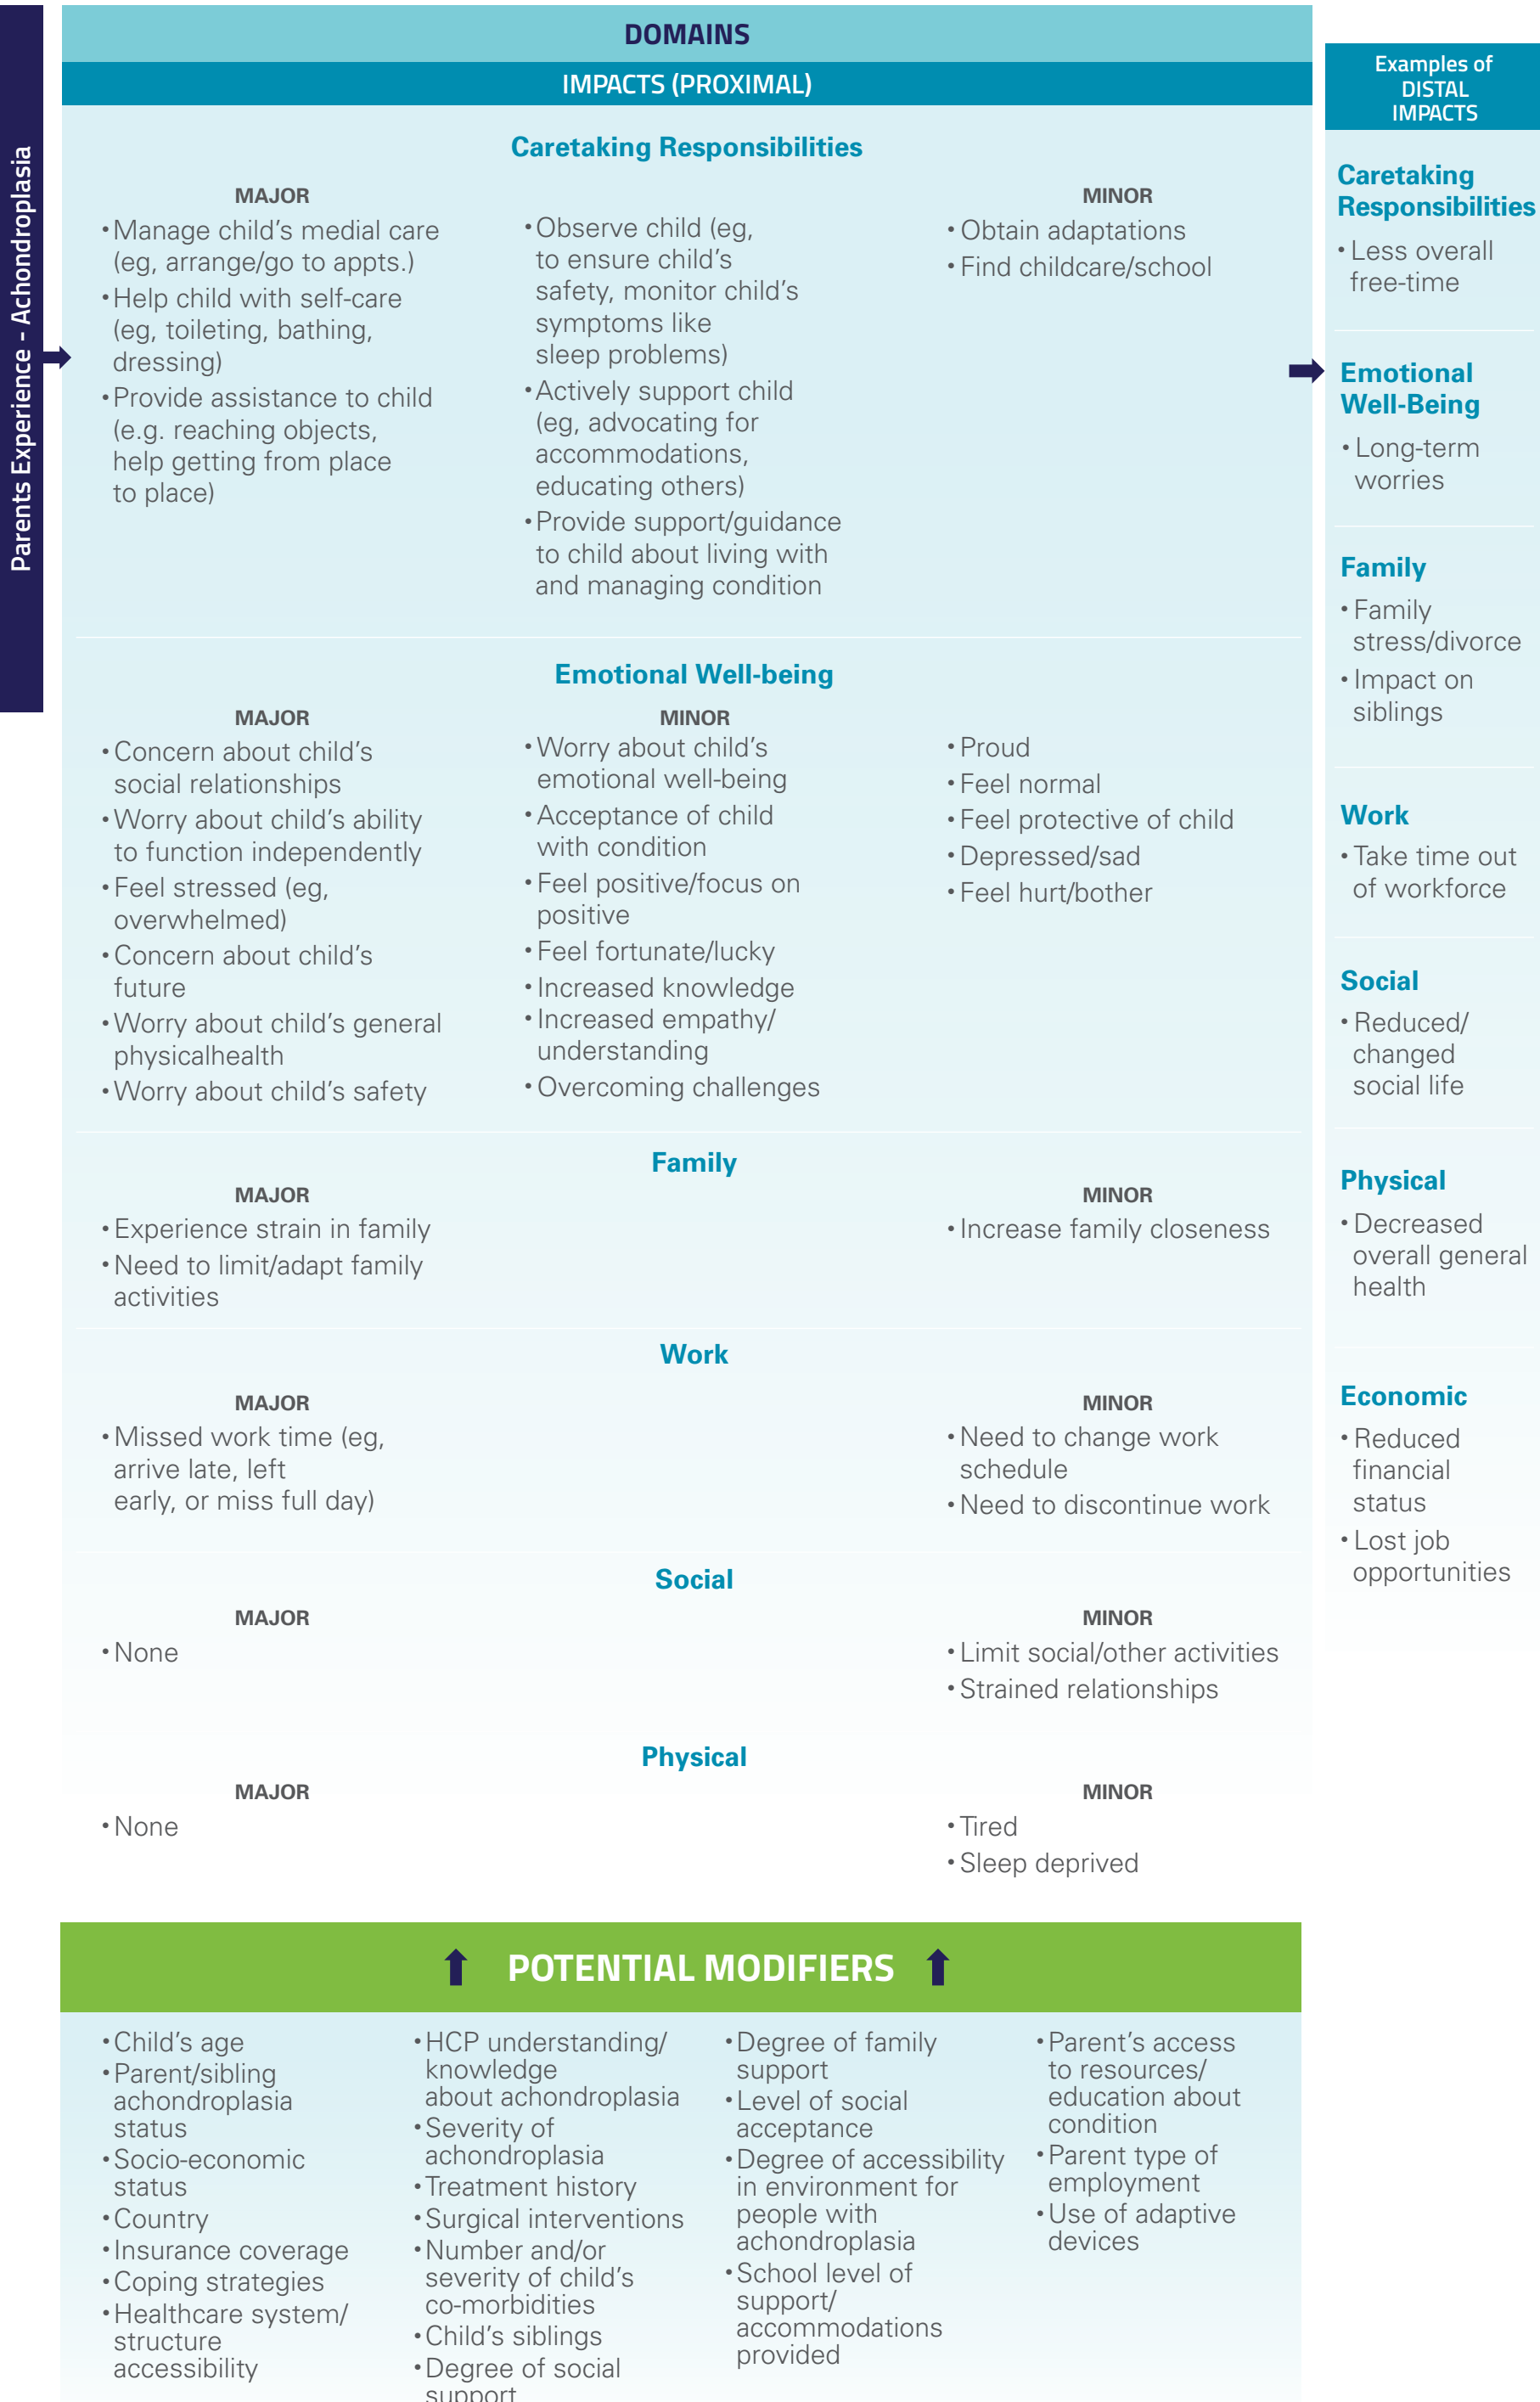 Parents Experience - Achondroplasia
DOMAINS
IMPACTS (PROXIMAL)
Caretaking Responsibilities
MAJOR
•Manage child’s medial care
(eg, arrange/go to appts.)
•Help child with self-care
(eg, toileting, bathing,
dressing)
•Provide assistance to child
(e.g. reaching objects,
help getting from place
to place)
•Observe child (eg,
to ensure child’s
safety, monitor child’s
symptoms like
sleep problems)
•Actively support child
(eg, advocating for
accommodations,
educating others)
•Provide support/guidance
to child about living with
and managing condition
MINOR
•Obtain adaptations
•Find childcare/school
Emotional Well-being
MAJOR
•Concern about child’s
social relationships
•Worry about child’s ability
to function independently
•Feel stressed (eg,
overwhelmed)
•Concern about child’s
future
•Worry about child’s general
physicalhealth
•Worry about child’s safety
MINOR
•Worry about child’s
emotional well-being
•Acceptance of child
with condition
•Feel positive/focus on
positive
•Feel fortunate/lucky
•Increased knowledge
•Increased empathy/
understanding
•Overcoming challenges
•Proud
•Feel normal
•Feel protective of child
•Depressed/sad
•Feel hurt/bother
Family
MAJOR
•Experience strain in family
•Need to limit/adapt family
activities
MINOR
•Increase family closeness
Work
MAJOR
•Missed work time (eg,
arrive late, left
early, or miss full day)
MINOR
•Need to change work
schedule
•Need to discontinue work
Social
MAJOR
•None
MINOR
•Limit social/other activities
•Strained relationships
Physical
MAJOR
•None
MINOR
•Tired
•Sleep deprived
Examples of
DISTAL
IMPACTS
Caretaking
Responsibilities
•Less overall
free-time
Emotional
Well-Being
•Long-term
worries
Family
•Family
stress/divorce
•Impact on
siblings
Work
•Take time out
of workforce
Social
•Reduced/
changed
social life
Physical
•Decreased
overall general
health
Economic
•Reduced
financial
status
•Lost job
opportunities
POTENTIAL MODIFIERS
•Child’s age
•Parent/sibling
achondroplasia
status
•Socio-economic
status
•Country
•Insurance coverage
•Coping strategies
•Healthcare system/
structure
accessibility
•HCP understanding/
knowledge
about achondroplasia
•Severity of
achondroplasia
•Treatment history
•Surgical interventions
•Number and/or
severity of child’s
co-morbidities
•Child’s siblings
•Degree of social
support
•Degree of family
support
•Level of social
acceptance
•Degree of accessibility
in environment for
people with
achondroplasia
•School level of
support/
accommodations
provided
•Parent’s access
to resources/
education about
condition
•Parent type of
employment
•Use of adaptive
devices